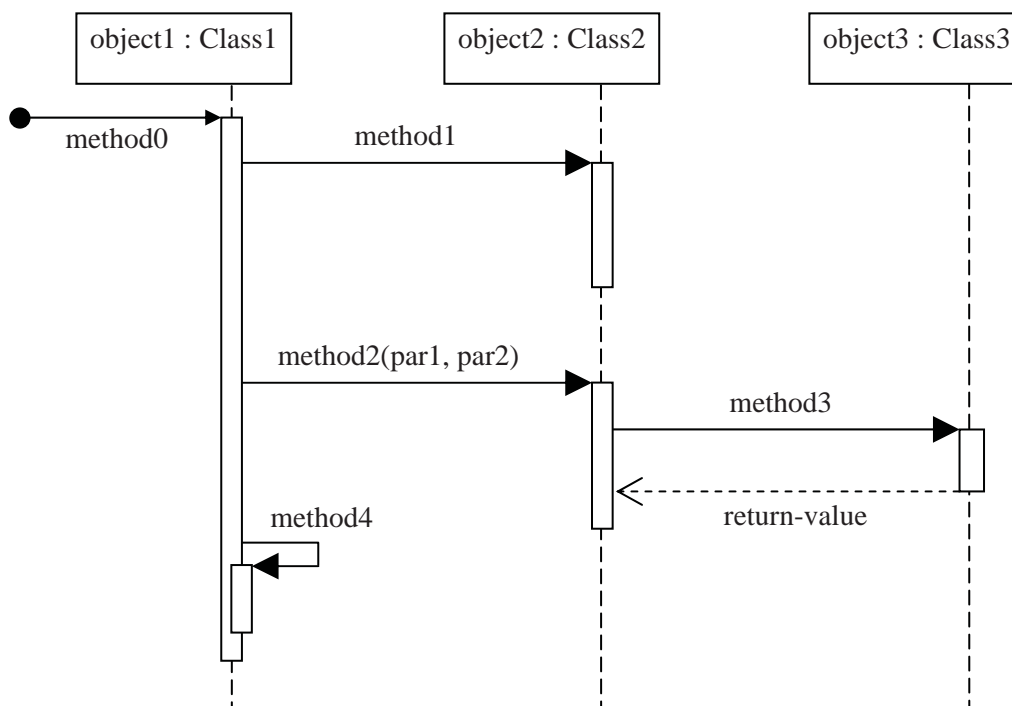 object1 : Class1
object2 : Class2
object3 : Class3
method0
method1
method2(par1, par2)
method3
return-value
method4